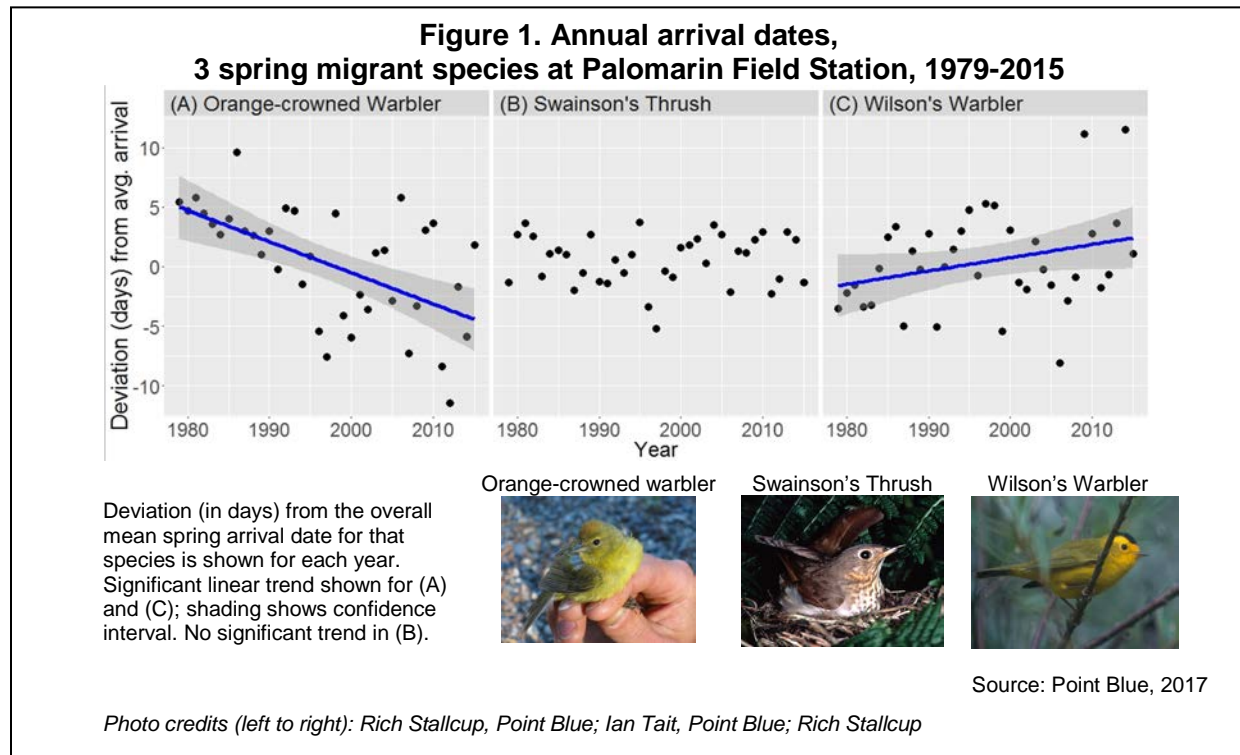 Figure 1. Annual arrival dates,
3 spring migrant species at Palomarin Field Station, 1979-2015
(A) Orange-crowned Warbler
(B) Swainson's Thrush
(C) Wilson's Warbler
Deviation (days) from avg. arrival
10
5
0
-5
-10
1980 1990 2000 2010
1980 1990 2000 2010
1980 1990 2000 2010
Year
Deviation (in days) from the overall
mean spring arrival date for that
species is shown for each year.
Significant linear trend shown for (A)
and (C); shading shows confidence
interval. No significant trend in (B).
Orange-crowned warbler
Swainson's Thrush
Wilson's Warbler
Source: Point Blue, 2017
Photo credits (left to right): Rich Stallcup, Point Blue; Ian Tait, Point Blue; Rich Stallcup